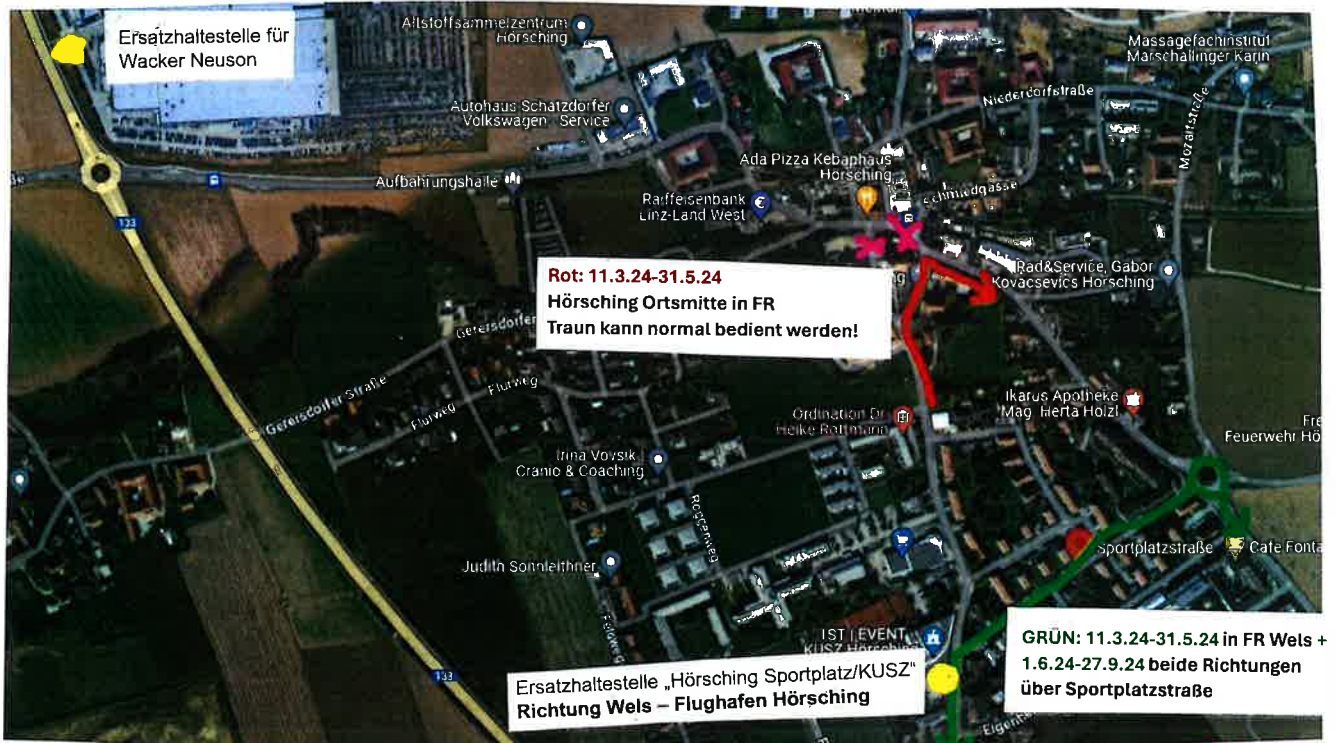 Ersatzhaltestelle für
Wacker Neuson
Altstoffsammelzentrum
Hörsching
Massagefachinstitut
Marschallinger Karin
Autohaus Schatzdorfer
Volkswagen Service
Niederdorfstraße
Mozartstraße
Ada Pizza Kebaphaus
Hörsching
Aufbahrungshalle
Raiffeisenbank
Linz-Land West
Schmiedgasse
133
Rot: 11.3.24-31.5.24
Hörsching Ortsmitte in FR
Traun kann normal bedient werden!
Rad&Service, Gabor
Kovacsevics Hörsching
Gerersdorfer
Gerersdorfer Straße
Flurweg
Flurweg
Ordination Dr
Heike Rottmann
Ikarus Apotheke
Mag. Herta Hölzl
Feuerwehr Hö
Irina Vovsik
Cranio & Coaching
Roggenweg
Sportplatzstraße
Cafe Fonta
Judith Sonnleithner
Feldweg
IST | EVENT
KUSZ Hörsching
GRÜN: 11.3.24-31.5.24 in FR Wels +
1.6.24-27.9.24 beide Richtungen
über Sportplatzstraße
133
Ersatzhaltestelle „Hörsching Sportplatz/KUSZ“
Richtung Wels – Flughafen Hörsching